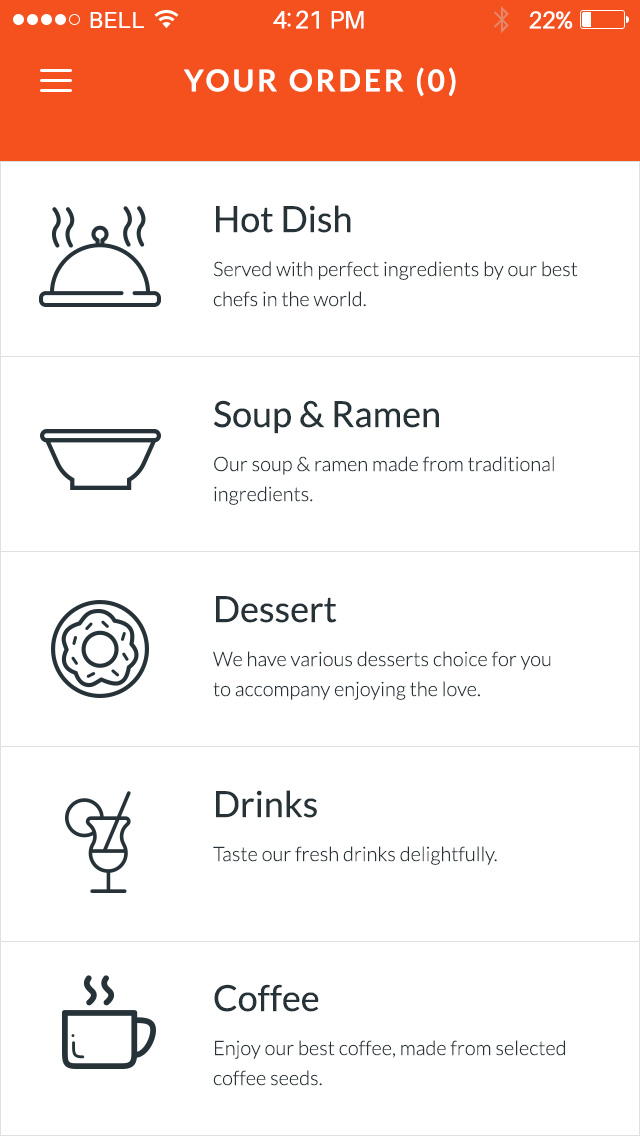 BELL 4:21 PM 22%
YOUR ORDER (0)
Hot Dish
Served with perfect ingredients by our best
chefs in the world.
Soup & Ramen
Our soup & ramen made from traditional
ingredients.
Dessert
We have various desserts choice for you
to accompany enjoying the love.
Drinks
Taste our fresh drinks delightfully.
Coffee
Enjoy our best coffee, made from selected
coffee seeds.